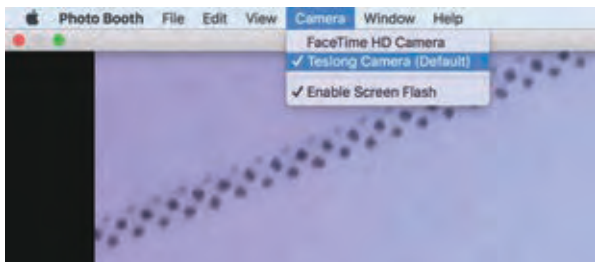 Photo Booth File Edit View Camera Window Help
FaceTime HD Camera
✓ Teslong Camera (Default)
✓ Enable Screen Flash